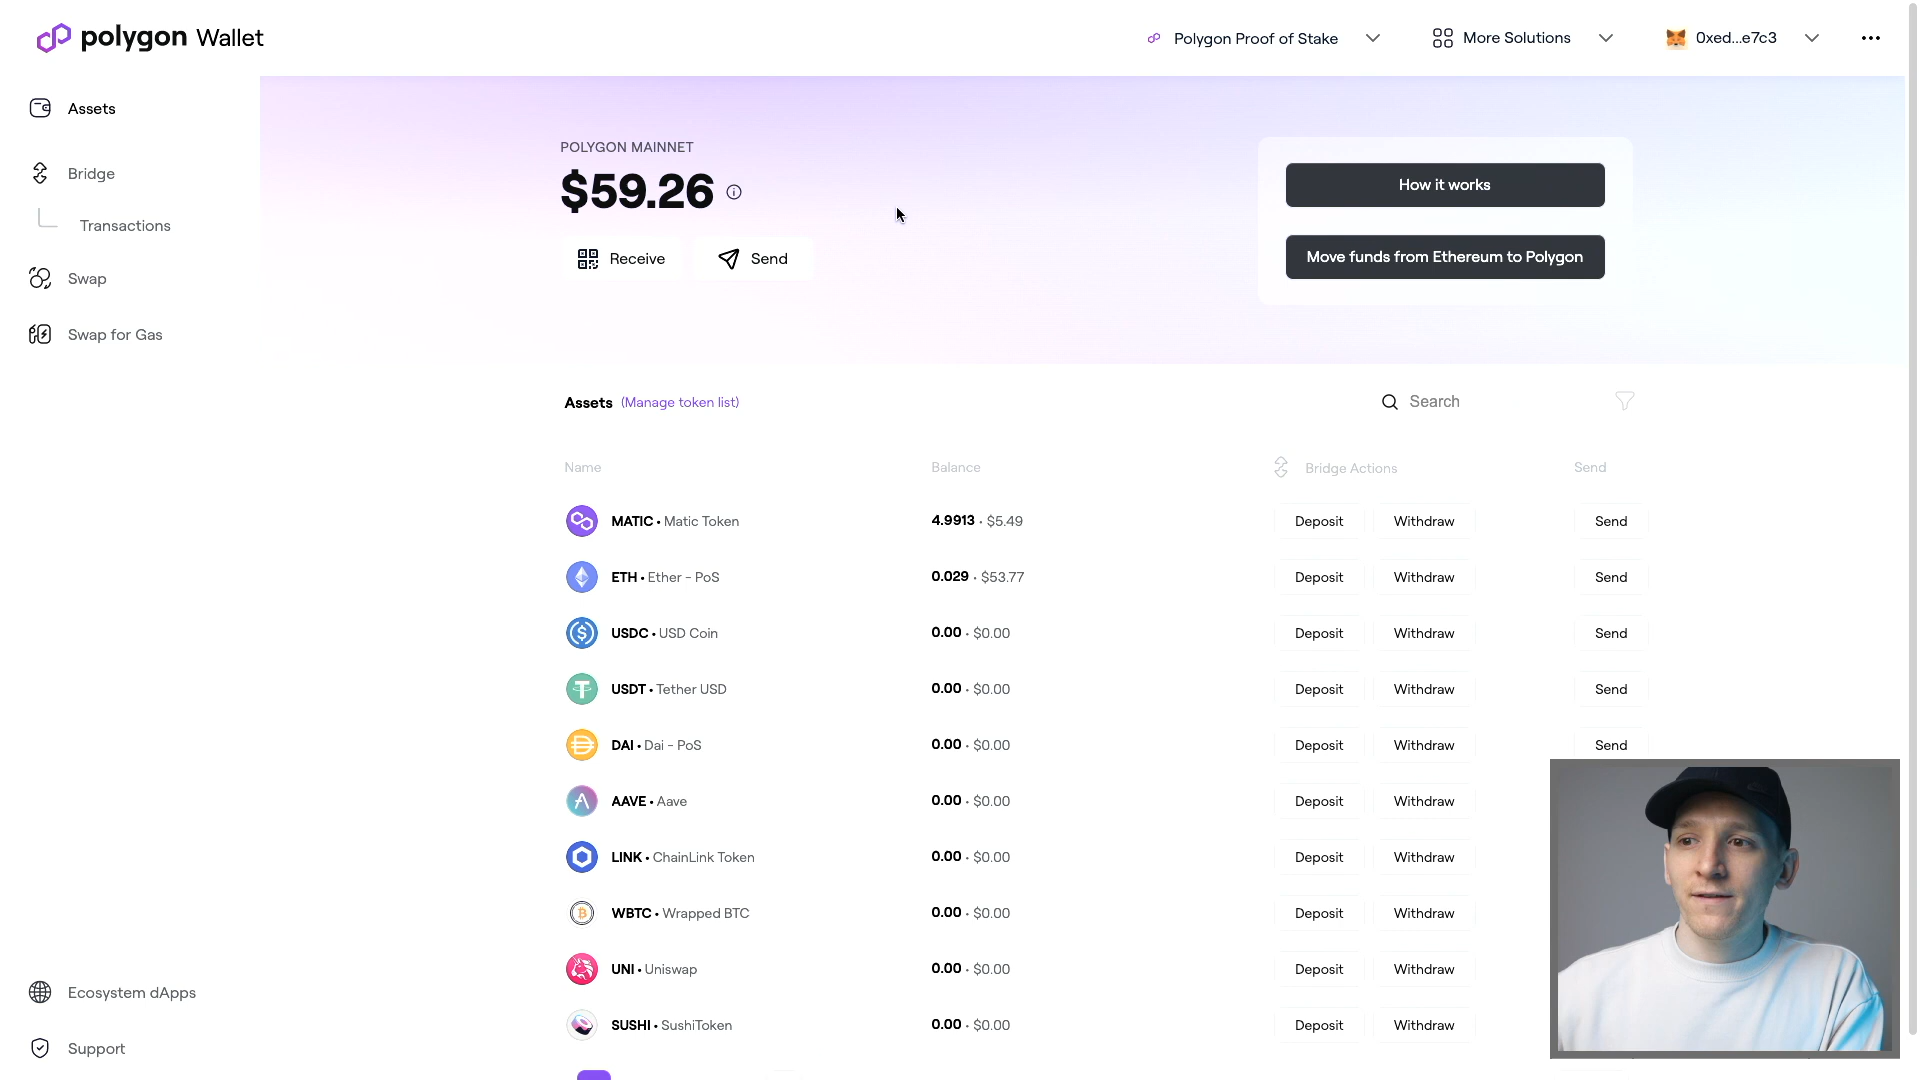 polygon Wallet
Polygon Proof of Stake
More Solutions
0xed...e7c3
Assets
Bridge
Transactions
Swap
Swap for Gas
Ecosystem dApps
Support
POLYGON MAINNET
$59.26
Receive
Send
How it works
Move funds from Ethereum to Polygon
Assets (Manage token list)
Search
Name Balance Bridge Actions Send
MATIC • Matic Token 4.9913 · $5.49 Deposit Withdraw Send
ETH • Ether - PoS 0.029 · $53.77 Deposit Withdraw Send
USDC • USD Coin 0.00 · $0.00 Deposit Withdraw Send
USDT • Tether USD 0.00 · $0.00 Deposit Withdraw Send
DAI • Dai - PoS 0.00 · $0.00 Deposit Withdraw Send
AAVE • Aave 0.00 · $0.00 Deposit Withdraw
LINK • ChainLink Token 0.00 · $0.00 Deposit Withdraw
WBTC • Wrapped BTC 0.00 · $0.00 Deposit Withdraw
UNI • Uniswap 0.00 · $0.00 Deposit Withdraw
SUSHI • SushiToken 0.00 · $0.00 Deposit Withdraw